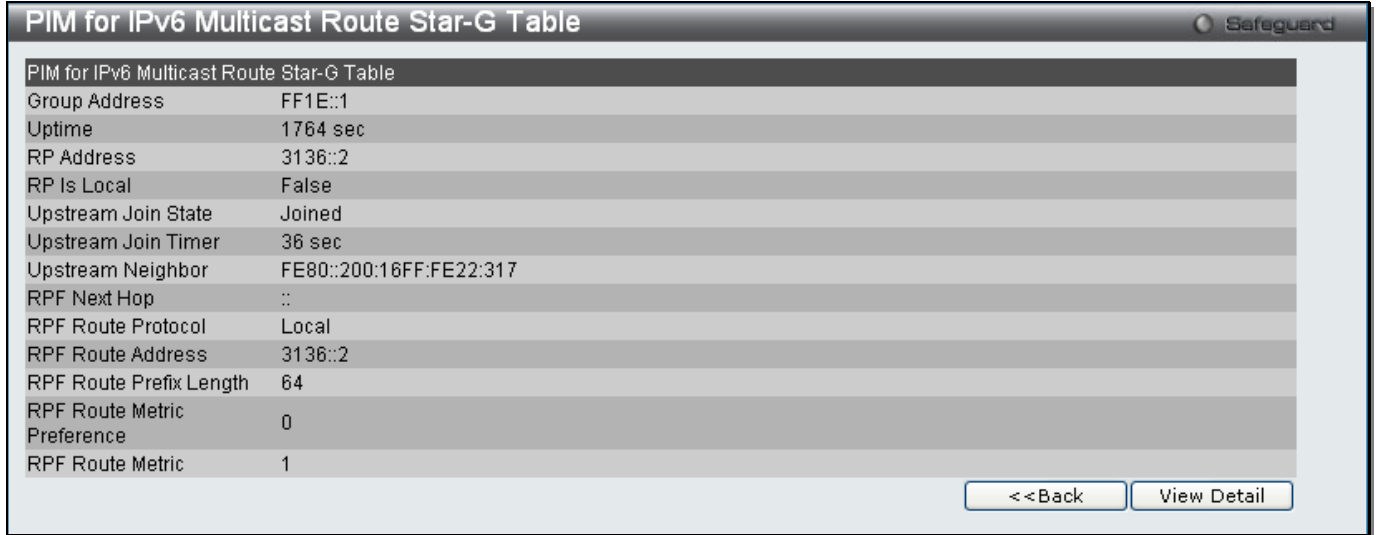 PIM for IPv6 Multicast Route Star-G Table
Safeguard
PIM for IPv6 Multicast Route Star-G Table
Group Address FF1E::1
Uptime 1764 sec
RP Address 3136::2
RP Is Local False
Upstream Join State Joined
Upstream Join Timer 36 sec
Upstream Neighbor FE80::200:16FF:FE22:317
RPF Next Hop ::
RPF Route Protocol Local
RPF Route Address 3136::2
RPF Route Prefix Length 64
RPF Route Metric
Preference 0
RPF Route Metric 1
<<Back View Detail